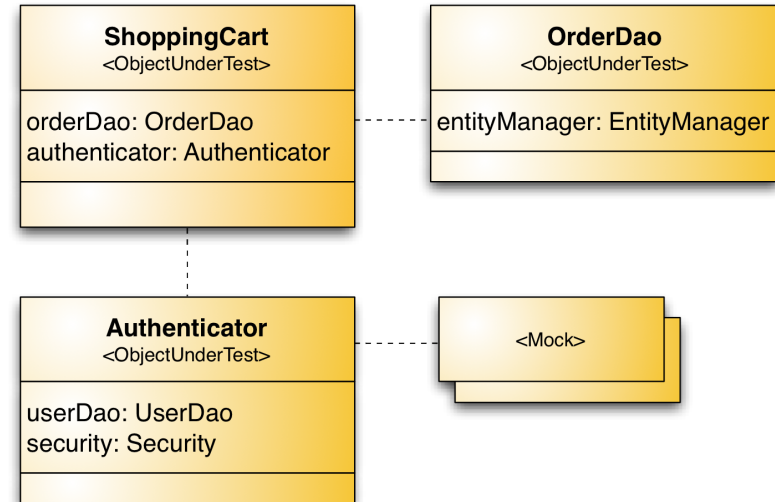 ShoppingCart
<ObjectUnderTest>
orderDao: OrderDao
authenticator: Authenticator
OrderDao
<ObjectUnderTest>
entityManager: EntityManager
Authenticator
<ObjectUnderTest>
userDao: UserDao
security: Security
<Mock>